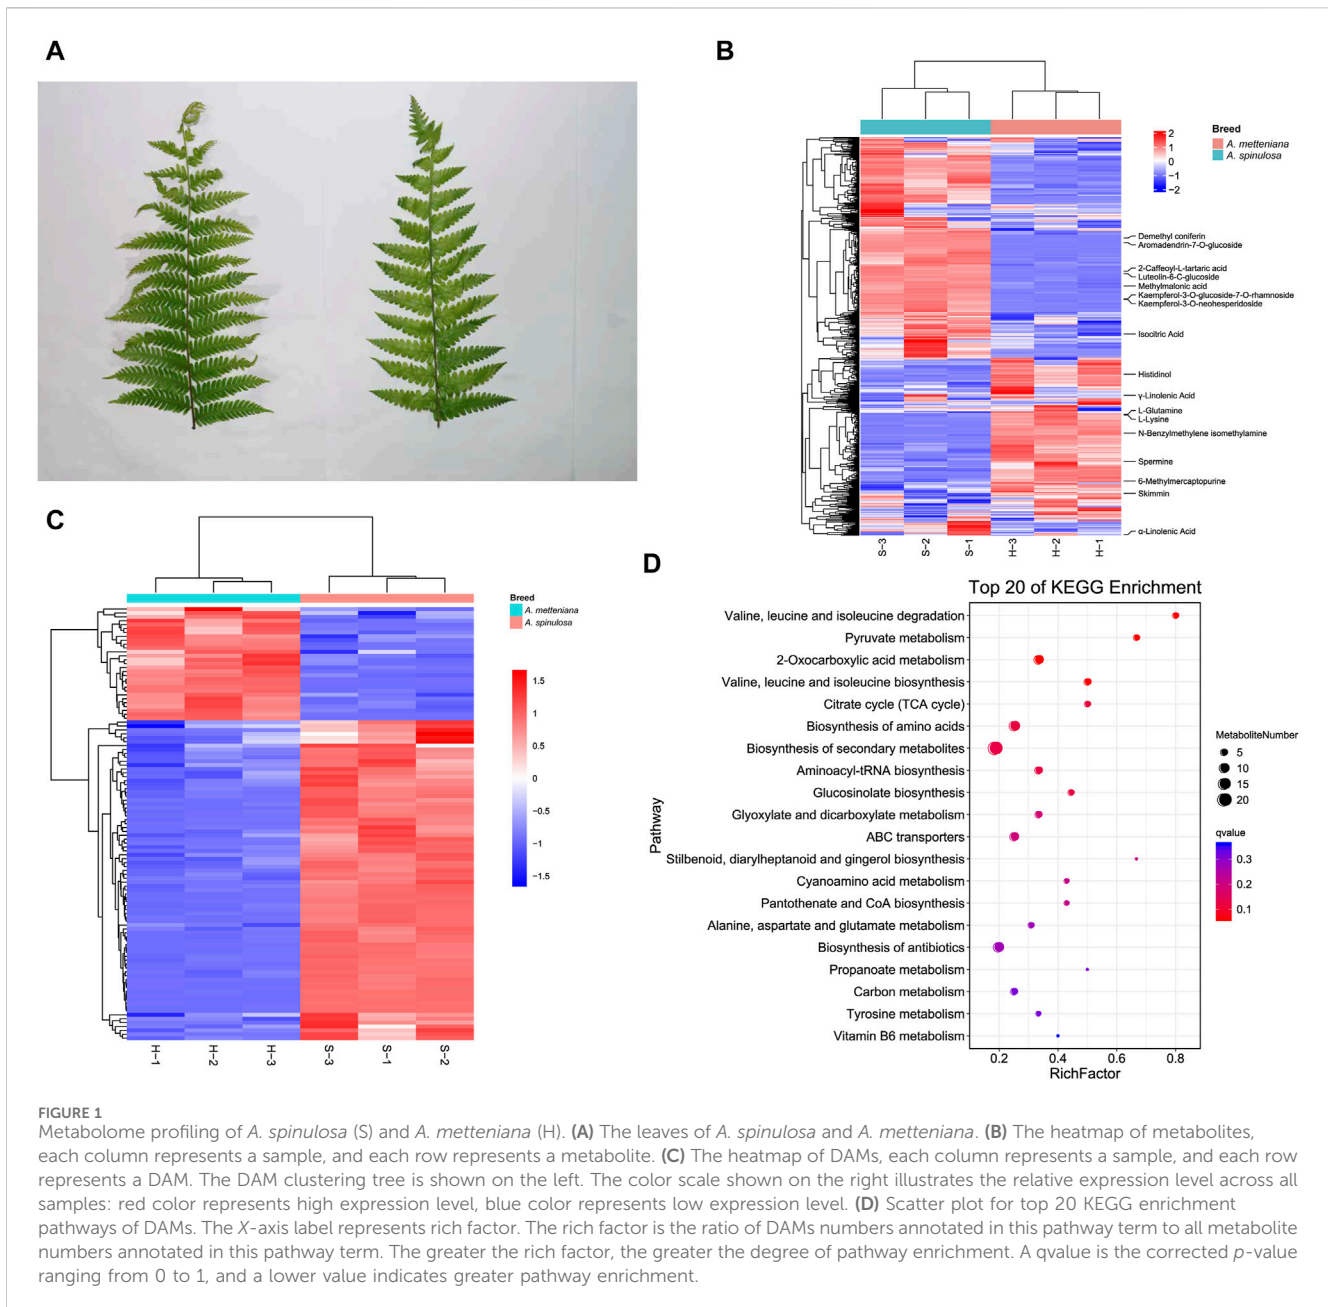 A
B
2
1
0
−1
−2
Breed
A. metteniana
A. spinulosa
Demethyl coniferin
Aromadendrin-7-O-glucoside
2-Caffeoyl-L-tartaric acid
Luteolin-6-C-glucoside
Methylmalonic acid
Kaempferol-3-O-glucoside-7-O-rhamnoside
Kaempferol-3-O-neohesperidoside
Isocitric Acid
Histidinol
γ-Linolenic Acid
L-Glutamine
L-Lysine
N-Benzylmethylene isomethylamine
Spermine
6-Methylmercaptopurine
Skimmin
α-Linolenic Acid
S−3
S−2
S−1
H−3
H−2
H−1
C
Breed
A. metteniana
A. spinulosa
1.5
1
0.5
0
−0.5
−1
−1.5
H−1
H−2
H−3
S−3
S−1
S−2
D
Top 20 of KEGG Enrichment
Pathway
Valine, leucine and isoleucine degradation
Pyruvate metabolism
2-Oxocarboxylic acid metabolism
Valine, leucine and isoleucine biosynthesis
Citrate cycle (TCA cycle)
Biosynthesis of amino acids
Biosynthesis of secondary metabolites
Aminoacyl-tRNA biosynthesis
Glucosinolate biosynthesis
Glyoxylate and dicarboxylate metabolism
ABC transporters
Stilbenoid, diarylheptanoid and gingerol biosynthesis
Cyanoamino acid metabolism
Pantothenate and CoA biosynthesis
Alanine, aspartate and glutamate metabolism
Biosynthesis of antibiotics
Propanoate metabolism
Carbon metabolism
Tyrosine metabolism
Vitamin B6 metabolism
0.2 0.4 0.6 0.8
RichFactor
MetaboliteNumber
5
10
15
20
qvalue
0.3
0.2
0.1
FIGURE 1
Metabolome profiling of A. spinulosa (S) and A. metteniana (H). (A) The leaves of A. spinulosa and A. metteniana. (B) The heatmap of metabolites,
each column represents a sample, and each row represents a metabolite. (C) The heatmap of DAMs, each column represents a sample, and each row
represents a DAM. The DAM clustering tree is shown on the left. The color scale shown on the right illustrates the relative expression level across all
samples: red color represents high expression level, blue color represents low expression level. (D) Scatter plot for top 20 KEGG enrichment
pathways of DAMs. The X-axis label represents rich factor. The rich factor is the ratio of DAMs numbers annotated in this pathway term to all metabolite
numbers annotated in this pathway term. The greater the rich factor, the greater the degree of pathway enrichment. A qvalue is the corrected p-value
ranging from 0 to 1, and a lower value indicates greater pathway enrichment.